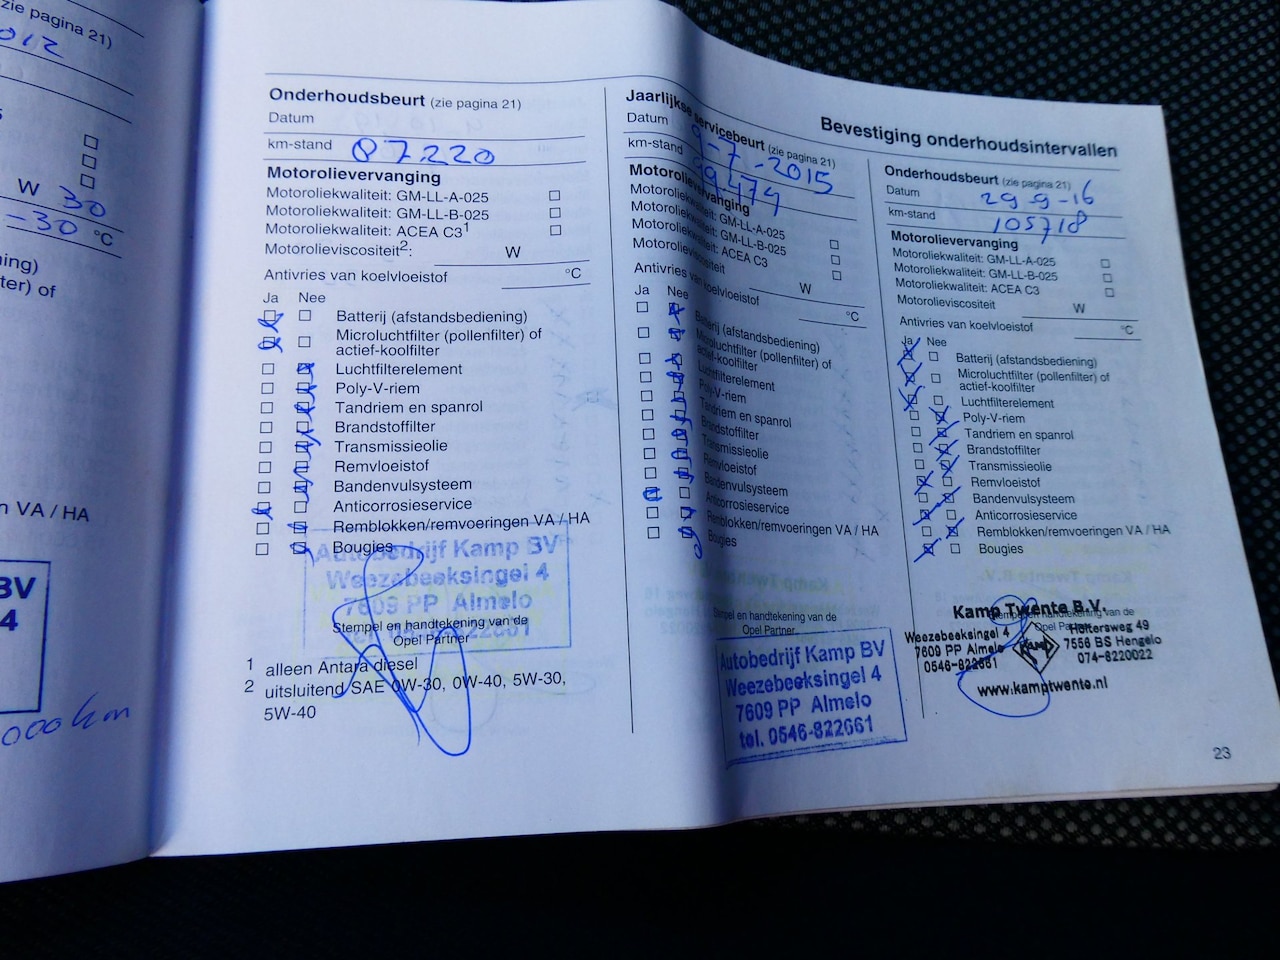 zie pagina 21)
012
W 30
-30 °C
ning)
ter) of
n VA / HA
BV
4
000 km
Onderhoudsbeurt (zie pagina 21)
Datum
km-stand 87220
Motorolievervanging
Motoroliekwaliteit: GM-LL-A-025
Motoroliekwaliteit: GM-LL-B-025
Motoroliekwaliteit: ACEA C3¹
Motorolieviscositeit²: W
Antivries van koelvloeistof °C
Ja Nee
Batterij (afstandsbediening)
Microluchtfilter (pollenfilter) of
actief-koolfilter
Luchtfilterelement
Poly-V-riem
Tandriem en spanrol
Brandstoffilter
Transmissieolie
Remvloeistof
Bandenvulsysteem
Anticorrosieservice
Remblokken/remvoeringen VA / HA
Bougies
Autobedrijf Kamp BV
Weezebeeksingel 4
7609 PP Almelo
Stempel en handtekening van de
Opel Partner
1 alleen Antara diesel
2 uitsluitend SAE 0W-30, 0W-40, 5W-30,
5W-40
Jaarlijkse servicebeurt (zie pagina 21)
Datum 9-7-2015
km-stand 99474
Motorolievervanging
Motoroliekwaliteit: GM-LL-A-025
Motoroliekwaliteit: GM-LL-B-025
Motoroliekwaliteit: ACEA C3
Motorolieviscositeit W
Antivries van koelvloeistof °C
Ja Nee
Batterij (afstandsbediening)
Microluchtfilter (pollenfilter) of
actief-koolfilter
Luchtfilterelement
Poly-V-riem
Tandriem en spanrol
Brandstoffilter
Transmissieolie
Remvloeistof
Bandenvulsysteem
Anticorrosieservice
Remblokken/remvoeringen VA / HA
Bougies
Stempel en handtekening van de
Opel Partner
Autobedrijf Kamp BV
Weezebeeksingel 4
7609 PP Almelo
tel. 0546-822661
Bevestiging onderhoudsintervallen
Onderhoudsbeurt (zie pagina 21)
Datum 29-9-16
km-stand 105718
Motorolievervanging
Motoroliekwaliteit: GM-LL-A-025
Motoroliekwaliteit: GM-LL-B-025
Motoroliekwaliteit: ACEA C3
Motorolieviscositeit W
Antivries van koelvloeistof °C
Ja Nee
Batterij (afstandsbediening)
Microluchtfilter (pollenfilter) of
actief-koolfilter
Luchtfilterelement
Poly-V-riem
Tandriem en spanrol
Brandstoffilter
Transmissieolie
Remvloeistof
Bandenvulsysteem
Anticorrosieservice
Remblokken/remvoeringen VA / HA
Bougies
Kamp Twente B.V.
Stempel en handtekening van de
Opel Partner
Weezebeeksingel 4
7609 PP Almelo
0546-822661
KAMP
Holtersweg 49
7556 BS Hengelo
074-8220022
www.kamptwente.nl
23